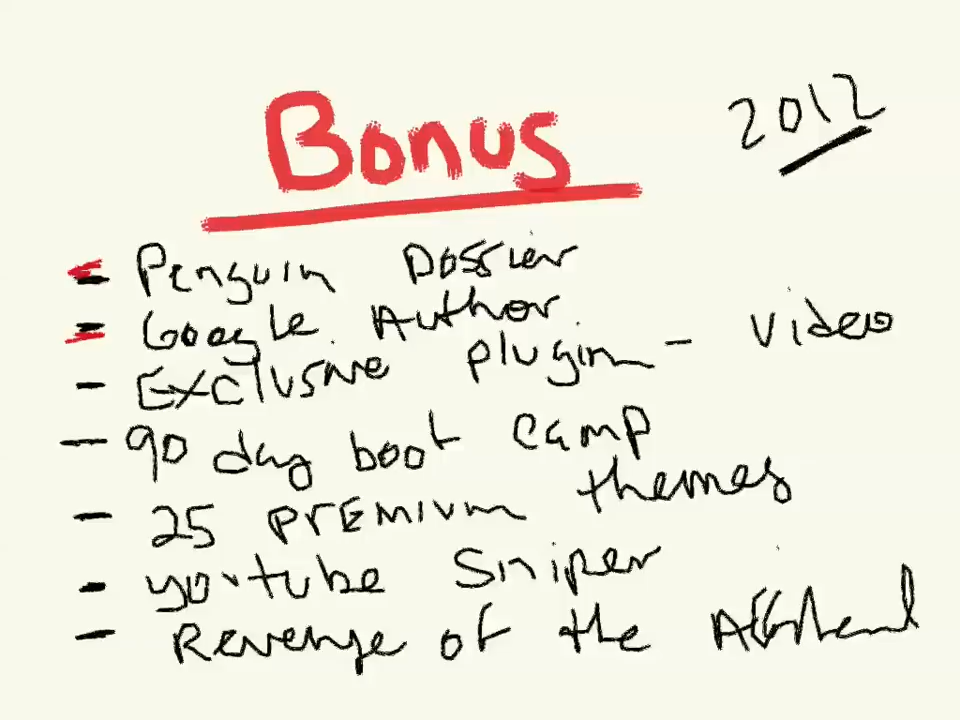 Bonus
2012
- Penguin Dossier
- Google Author
- Exclusive plugin - video
- 90 day boot camp
- 25 PREMIUM themes
- youtube Sniper
- Revenge of the